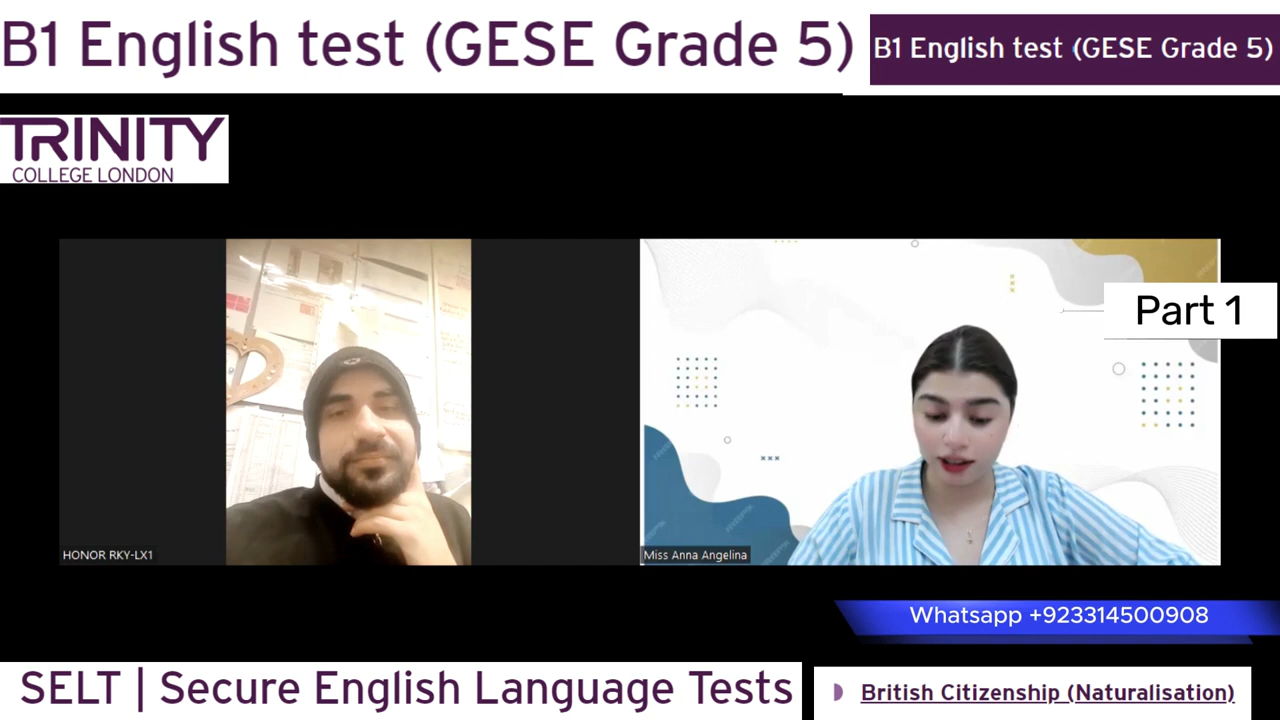 B1 English test (GESE Grade 5)
B1 English test (GESE Grade 5)
TRINITY
COLLEGE LONDON
Part 1
HONOR RKY-LX1
Miss Anna Angelina
Whatsapp +923314500908
SELT | Secure English Language Tests
British Citizenship (Naturalisation)